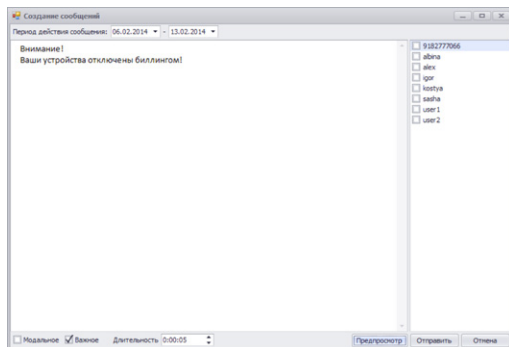 Создание сообщений
Период действия сообщения: 06.02.2014 - 13.02.2014
Внимание!
Ваши устройства отключены биллингом!
9182777066
albina
alex
igor
kostya
sasha
user1
user2
Модальное Важное Длительность 0:00:05 Предпросмотр Отправить Отмена